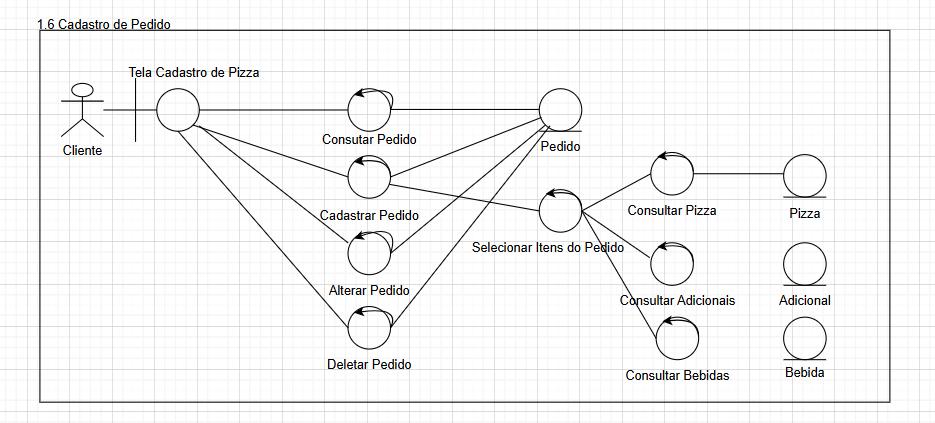 1.6 Cadastro de Pedido
Tela Cadastro de Pizza
Cliente
Consutar Pedido
Pedido
Cadastrar Pedido
Consultar Pizza
Pizza
Selecionar Itens do Pedido
Alterar Pedido
Consultar Adicionais
Adicional
Deletar Pedido
Consultar Bebidas
Bebida